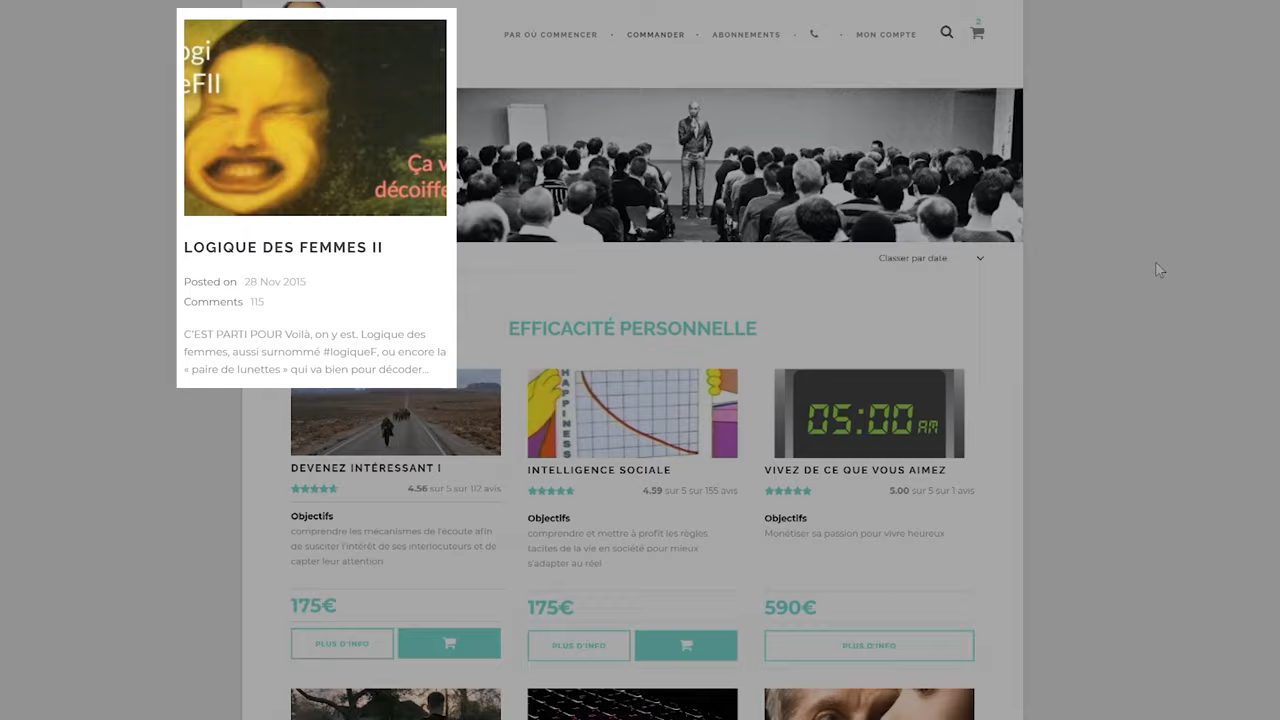 PAR OÙ COMMENCER
COMMANDER
ABONNEMENTS
MON COMPTE
2
ogi
eFII
Ça v
décoiffe
LOGIQUE DES FEMMES II
Posted on 28 Nov 2015
Comments 115
C'EST PARTI POUR Voilà, on y est. Logique des
femmes, aussi surnommé #logiqueF, ou encore la
« paire de lunettes » qui va bien pour décoder...
Classer par date
EFFICACITÉ PERSONNELLE
HAPPINESS
05:00 AM
DEVENEZ INTÉRESSANT I
4.56 sur 5 sur 112 avis
Objectifs
comprendre les mécanismes de l'écoute afin
de susciter l'intérêt de ses interlocuteurs et de
capter leur attention
175€
PLUS D'INFO
INTELLIGENCE SOCIALE
4.59 sur 5 sur 155 avis
Objectifs
comprendre et mettre à profit les règles
tacites de la vie en société pour mieux
s'adapter au réel
175€
PLUS D'INFO
VIVEZ DE CE QUE VOUS AIMEZ
5.00 sur 5 sur 1 avis
Objectifs
Monétiser sa passion pour vivre heureux
590€
PLUS D'INFO